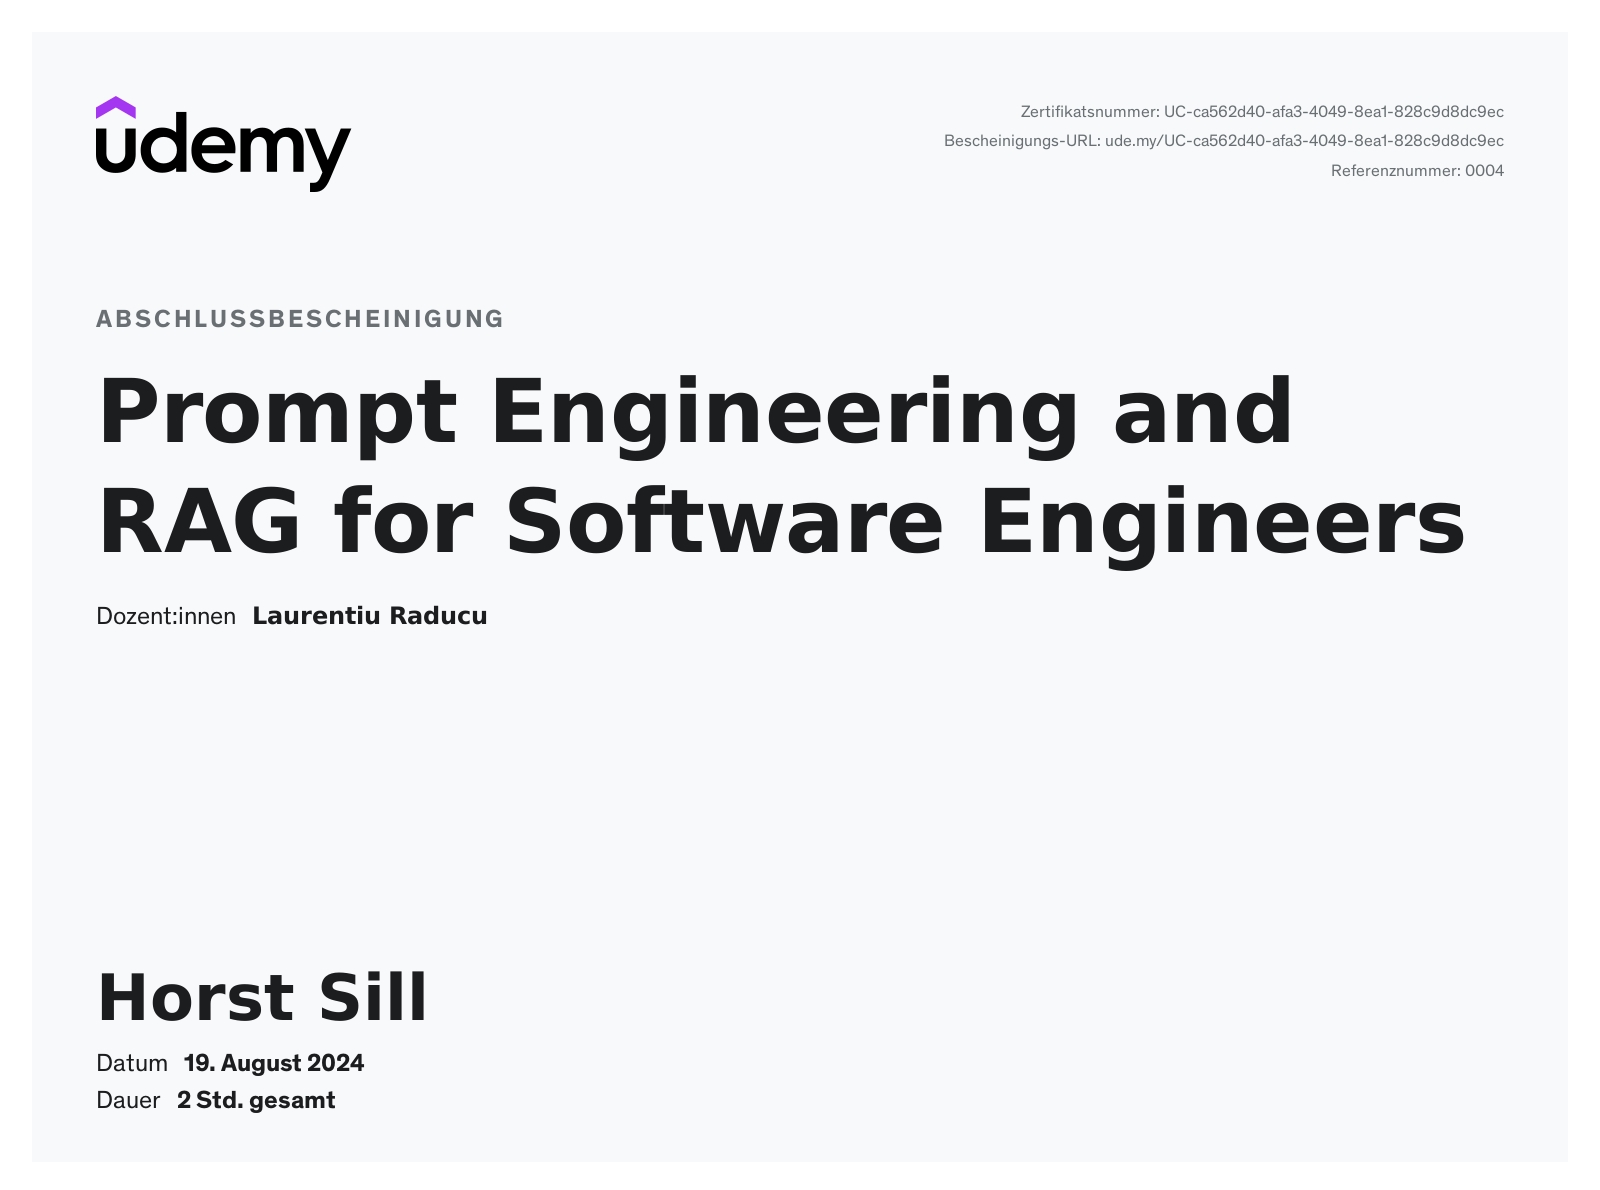 udemy
Zertifikatsnummer: UC-ca562d40-afa3-4049-8ea1-828c9d8dc9ec
Bescheinigungs-URL: ude.my/UC-ca562d40-afa3-4049-8ea1-828c9d8dc9ec
Referenznummer: 0004
ABSCHLUSSBESCHEINIGUNG
Prompt Engineering and
RAG for Software Engineers
Dozent:innen Laurentiu Raducu
Horst Sill
Datum 19. August 2024
Dauer 2 Std. gesamt